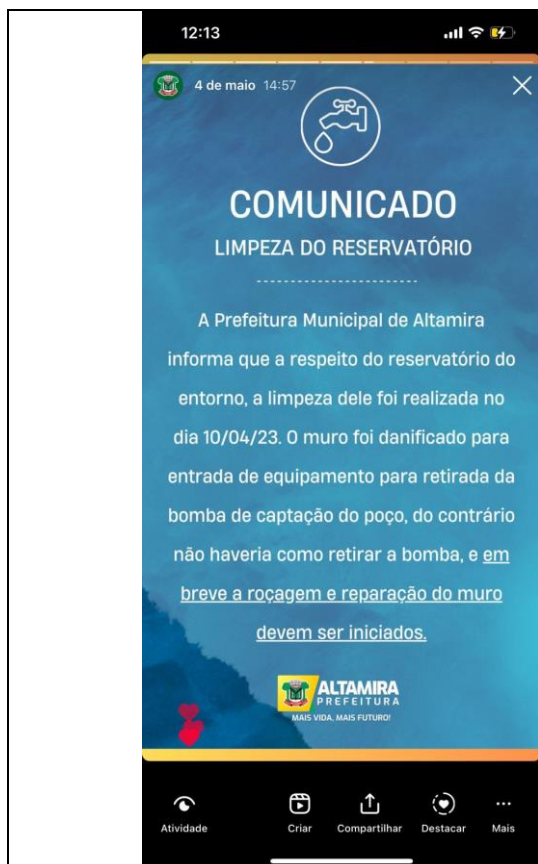 12:13
4 de maio 14:57
COMUNICADO
LIMPEZA DO RESERVATÓRIO
A Prefeitura Municipal de Altamira
informa que a respeito do reservatório do
entorno, a limpeza dele foi realizada no
dia 10/04/23. O muro foi danificado para
entrada de equipamento para retirada da
bomba de captação do poço, do contrário
não haveria como retirar a bomba, e em
breve a roçagem e reparação do muro
devem ser iniciados.
ALTAMIRA
PREFEITURA
MAIS VIDA, MAIS FUTURO!
Atividade Criar Compartilhar Destacar Mais